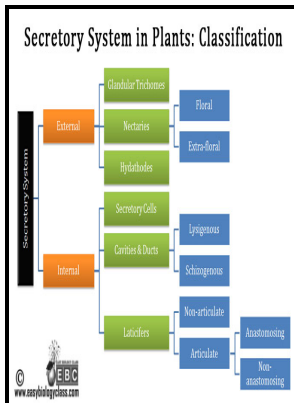 Secretory System in Plants: Classification
Secretory System
External
Glandular Trichomes
Nectaries
Floral
Extra-floral
Hydathodes
Internal
Secretory Cells
Cavities & Ducts
Lysigenous
Schizogenous
Laticifers
Non-articulate
Articulate
Anastomosing
Non-
anastomosing
©
EBC
www.easybiologyclass.com